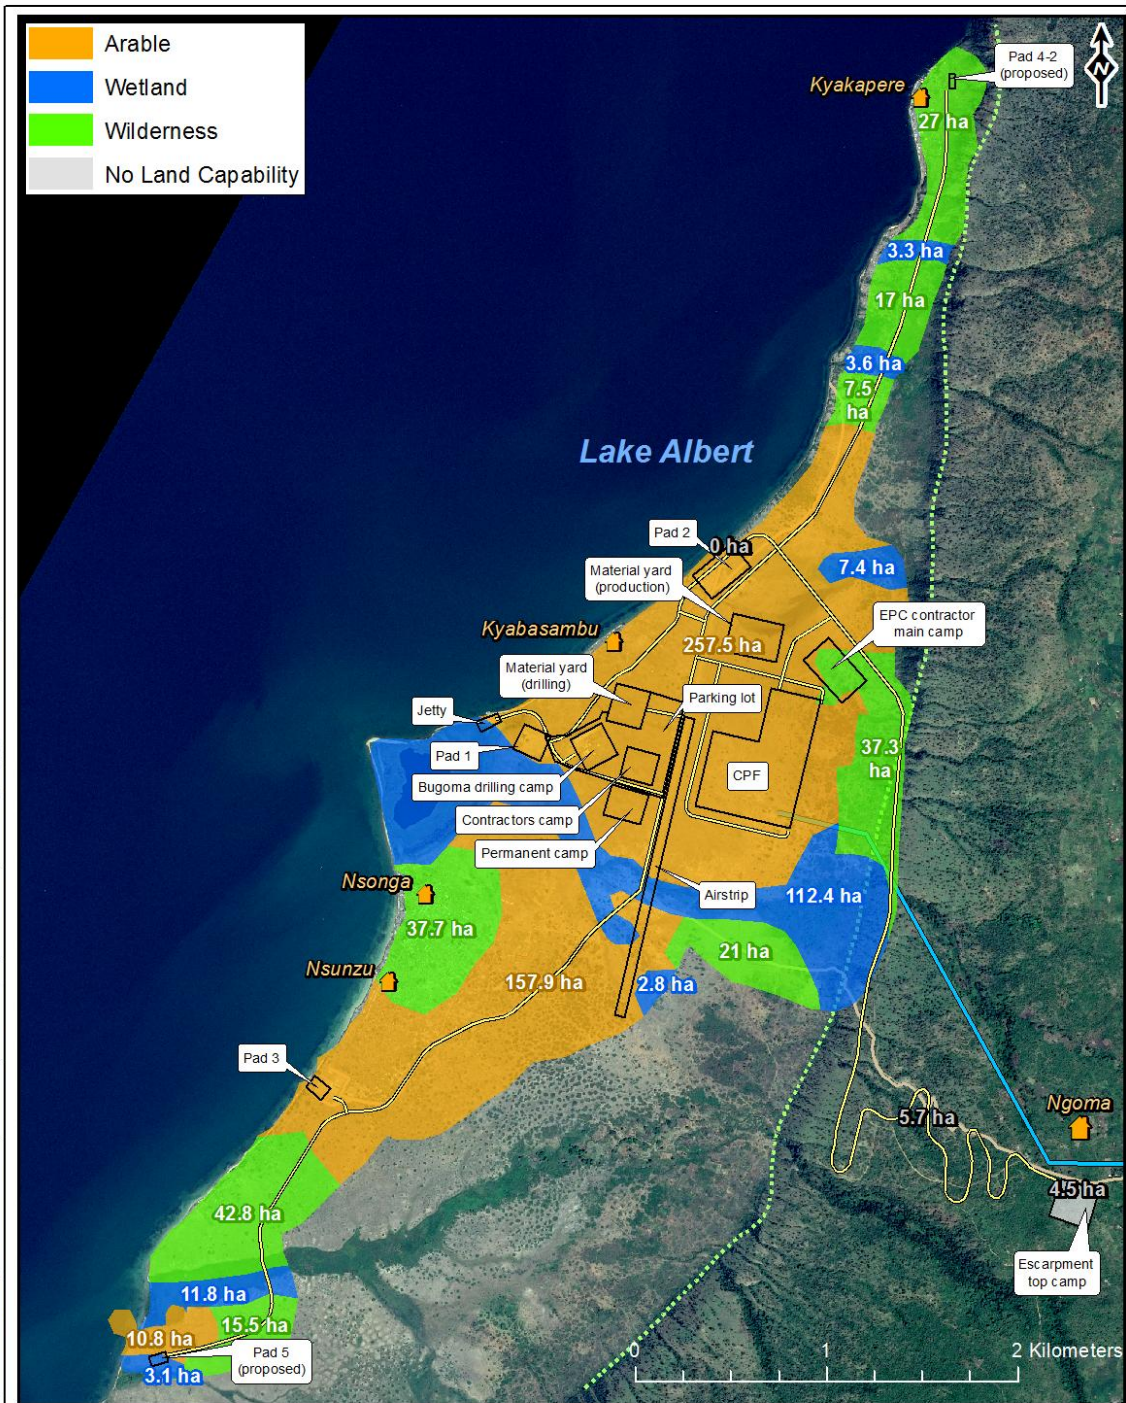 Arable
Wetland
Wilderness
No Land Capability
N
Pad 4-2
(proposed)
Kyakapere
27 ha
3.3 ha
17 ha
3.6 ha
7.5
ha
Lake Albert
Pad 2
0 ha
7.4 ha
Material yard
(production)
EPC contractor
main camp
Kyabasambu
257.5 ha
Material yard
(drilling)
Parking lot
Jetty
Pad 1
37.3
ha
CPF
Bugoma drilling camp
Contractors camp
Permanent camp
Nsonga
Airstrip
112.4 ha
37.7 ha
21 ha
Nsunzu
157.9 ha
2.8 ha
Pad 3
5.7 ha
Ngoma
4.5 ha
42.8 ha
Escarpment
top camp
11.8 ha
15.5 ha
10.8 ha
Pad 5
(proposed)
3.1 ha
0 1 2 Kilometers